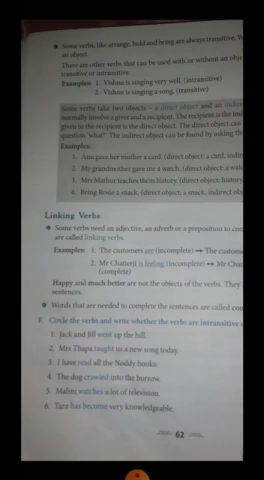 Some verbs, like arrange, hold and bring are always transitive.
an object.
There are other verbs that can be used with or without an obje
transitive or intransitive.
Examples: 1. Vishnu is singing very well. (intransitive)
2. Vishnu is singing a song. (transitive)
Some verbs take two objects – a direct object and an indire
normally involve a giver and a recipient. The recipient is the ind
given to the recipient is the direct object. The direct object can
question 'what?' The indirect object can be found by asking the
Examples:
1. Ana gave her mother a card. (direct object: a card, indire
2. My grandmother gave me a watch. (direct object: a watc
3. Mrs Mathur teaches them history. (direct object: history
4. Bring Rosie a snack. (direct object: a snack, indirect obj
Linking Verbs
Some verbs need an adjective, an adverb or a preposition to con
are called linking verbs.
Examples: 1. The customers are (incomplete) → The custome
2. Mr Chatterji is feeling (incomplete) → Mr Chat
(complete)
Happy and much better are not the objects of the verbs. They
sentences.
Words that are needed to complete the sentences are called con
F. Circle the verbs and write whether the verbs are intransitive o
1. Jack and Jill went up the hill.
2. Mrs Thapa taught us a new song today.
3. I have read all the Noddy books.
4. The dog crawled into the burrow.
5. Malini watches a lot of television.
6. Tara has become very knowledgeable.
62